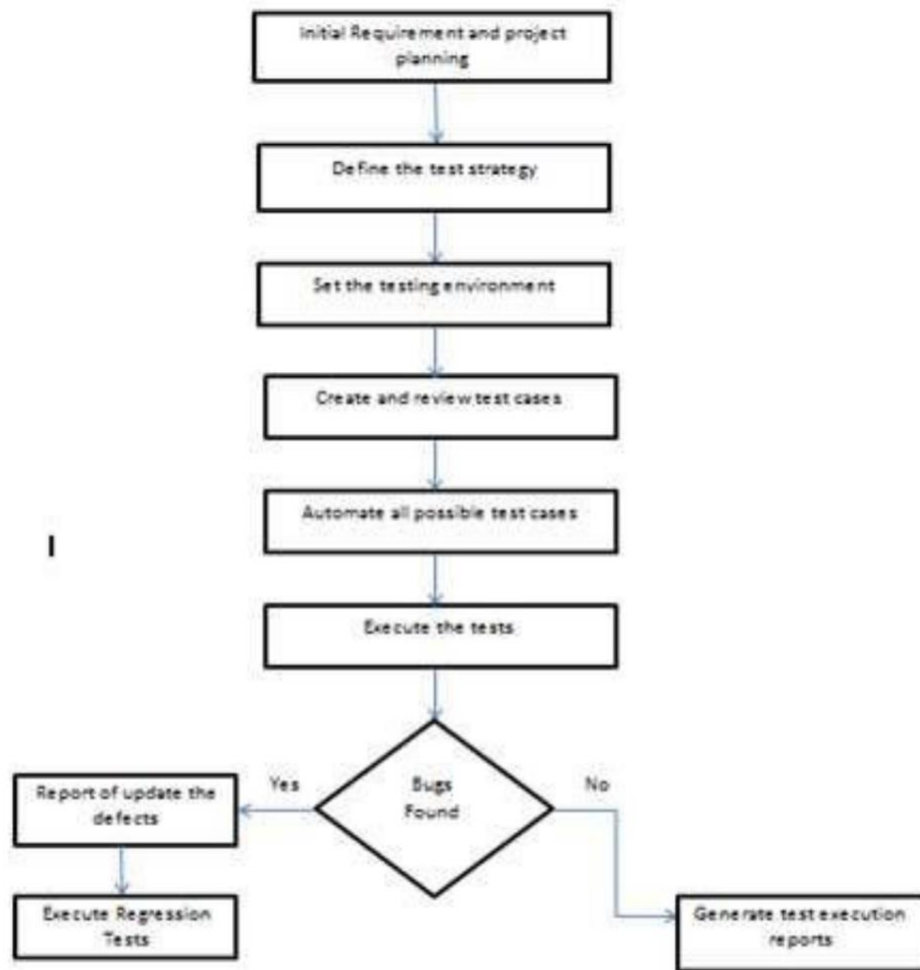 Initial Requirement and project
planning
Define the test strategy
Set the testing environment
Create and review test cases
Automate all possible test cases
Execute the tests
Bugs
Found
Yes
No
Report of update the
defects
Execute Regression
Tests
Generate test execution
reports
I